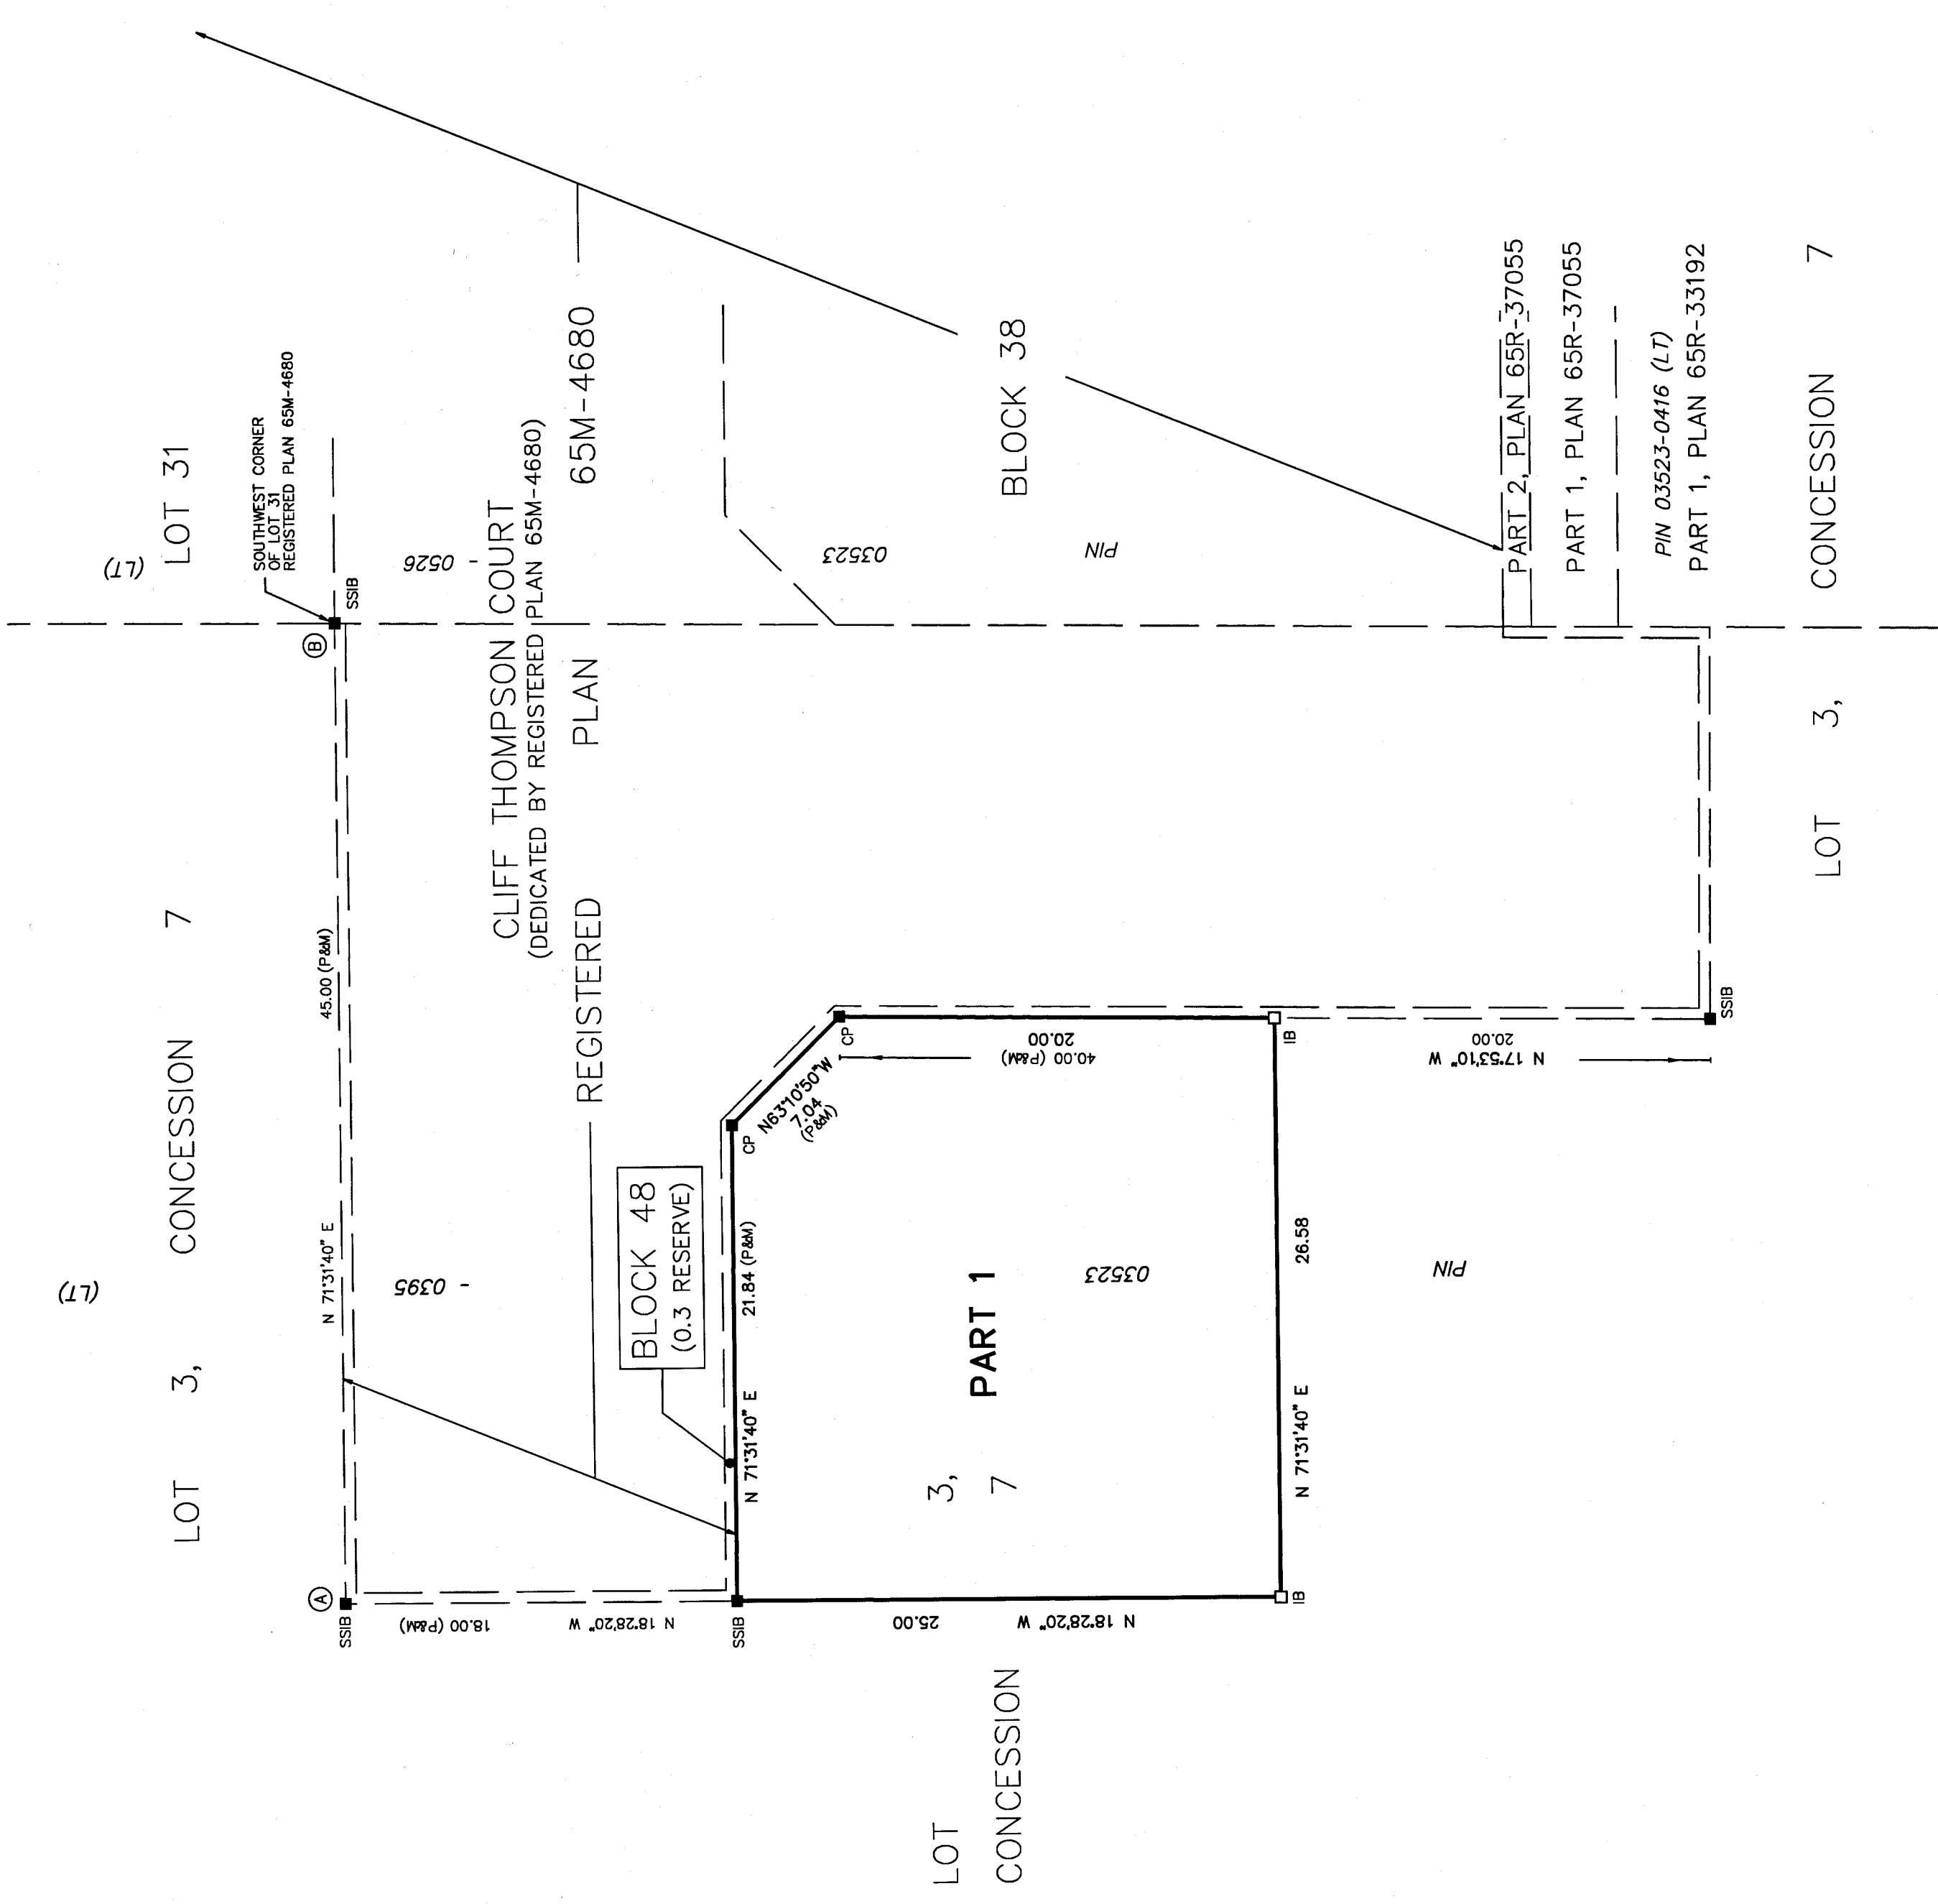 (LT)
(LT)
LOT 3, CONCESSION 7
LOT 31
SOUTHWEST CORNER
OF LOT 31
REGISTERED PLAN 65M-4680
A
SSIB
N 71°31'40" E
45.00 (P&M)
B
SSIB
- 0395
0526 -
18.00 (P&M)
N 18°28'20" W
CLIFF THOMPSON COURT
(DEDICATED BY REGISTERED PLAN 65M-4680)
REGISTERED PLAN 65M-4680
BLOCK 48
(0.3 RESERVE)
SSIB
N 71°31'40" E
21.84 (P&M)
CP
N63°10'50"W
7.04
(P&M)
CP
03523
25.00
N 18°28'20" W
LOT 3,
CONCESSION 7
PART 1
03523
20.00
40.00 (P&M)
BLOCK 38
PIN
IB
N 71°31'40" E
26.58
IB
PIN
N 17°53'10" W
20.00
SSIB
PART 2, PLAN 65R-37055
PART 1, PLAN 65R-37055
PIN 03523-0416 (LT)
PART 1, PLAN 65R-33192
LOT 3, CONCESSION 7